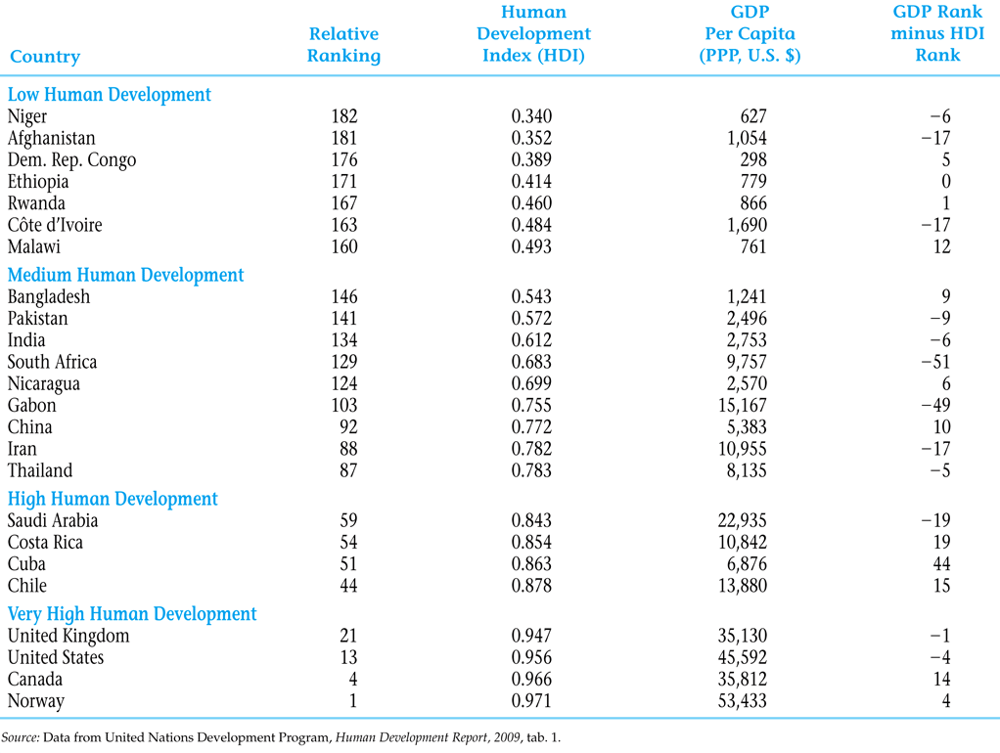 Country Relative Ranking Human Development Index (HDI) GDP Per Capita (PPP, U.S. $) GDP Rank minus HDI Rank
Low Human Development
Niger 182 0.340 627 −6
Afghanistan 181 0.352 1,054 −17
Dem. Rep. Congo 176 0.389 298 5
Ethiopia 171 0.414 779 0
Rwanda 167 0.460 866 1
Côte d'Ivoire 163 0.484 1,690 −17
Malawi 160 0.493 761 12
Medium Human Development
Bangladesh 146 0.543 1,241 9
Pakistan 141 0.572 2,496 −9
India 134 0.612 2,753 −6
South Africa 129 0.683 9,757 −51
Nicaragua 124 0.699 2,570 6
Gabon 103 0.755 15,167 −49
China 92 0.772 5,383 10
Iran 88 0.782 10,955 −17
Thailand 87 0.783 8,135 −5
High Human Development
Saudi Arabia 59 0.843 22,935 −19
Costa Rica 54 0.854 10,842 19
Cuba 51 0.863 6,876 44
Chile 44 0.878 13,880 15
Very High Human Development
United Kingdom 21 0.947 35,130 −1
United States 13 0.956 45,592 −4
Canada 4 0.966 35,812 14
Norway 1 0.971 53,433 4
Source: Data from United Nations Development Program, Human Development Report, 2009, tab. 1.